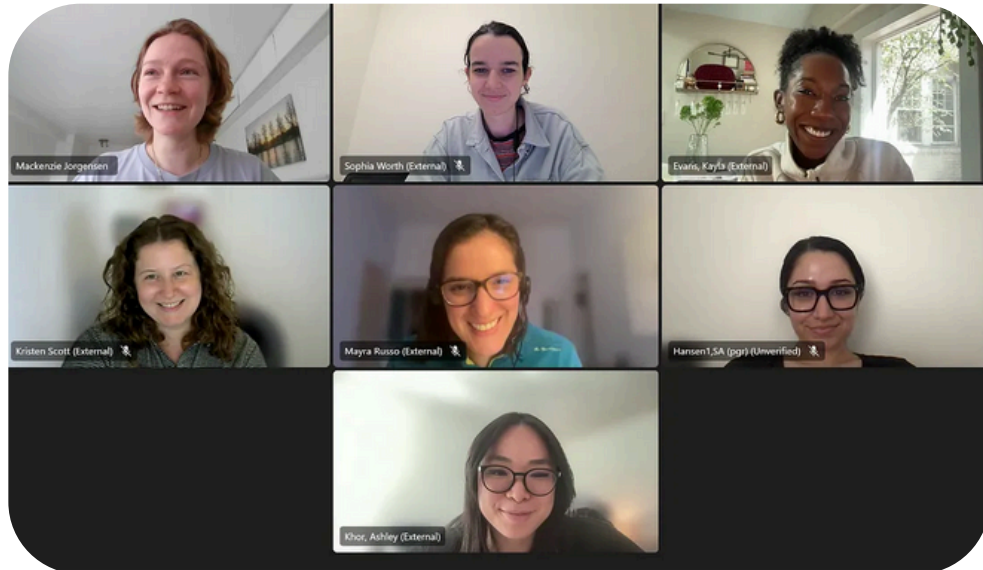 Mackenzie Jorgensen
Sophia Worth (External)
Evans, Kayla (External)
Kristen Scott (External)
Mayra Russo (External)
Hansen1,SA (pgr) (Unverified)
Khor, Ashley (External)